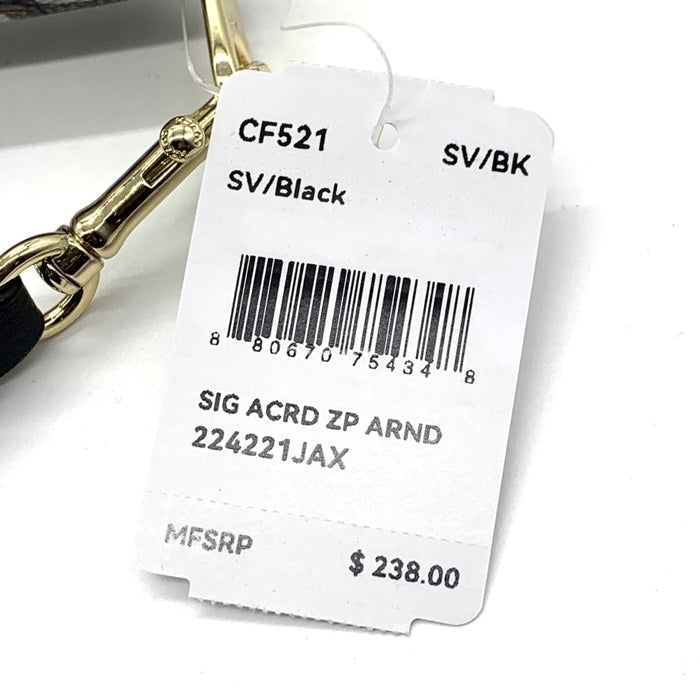 CF521
SV/BK
SV/Black
8 80670 75434 8
SIG ACRD ZP ARND
224221JAX
MFSRP
$ 238.00